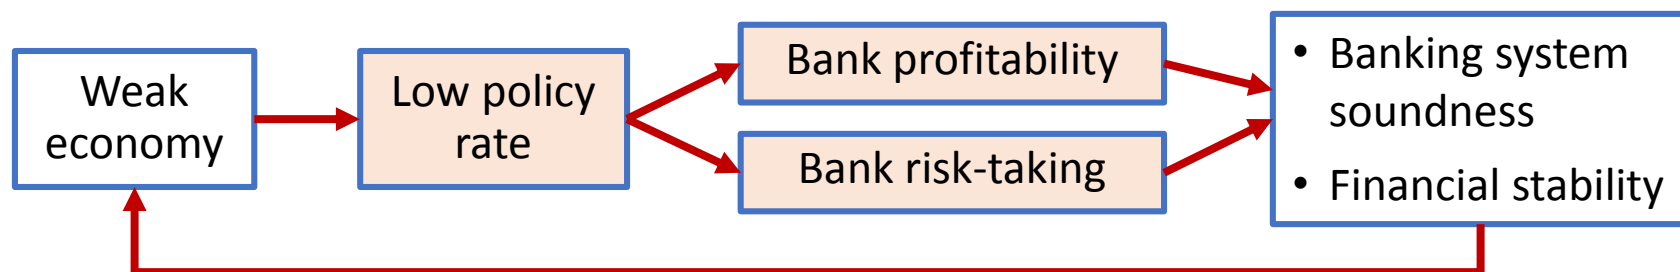 Weak
economy
Low policy
rate
Bank profitability
Bank risk-taking
• Banking system
soundness
• Financial stability